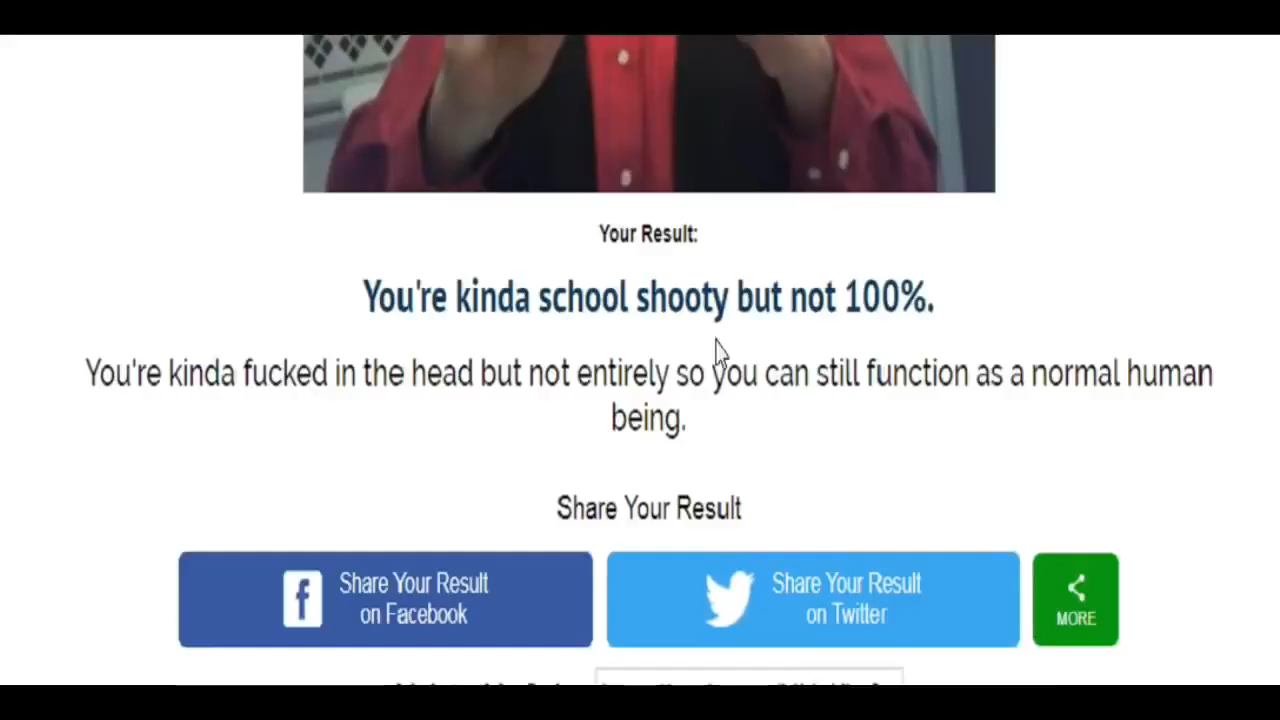 Your Result:
You're kinda school shooty but not 100%.
You're kinda fucked in the head but not entirely so you can still function as a normal human
being.
Share Your Result
Share Your Result
on Facebook
Share Your Result
on Twitter
MORE